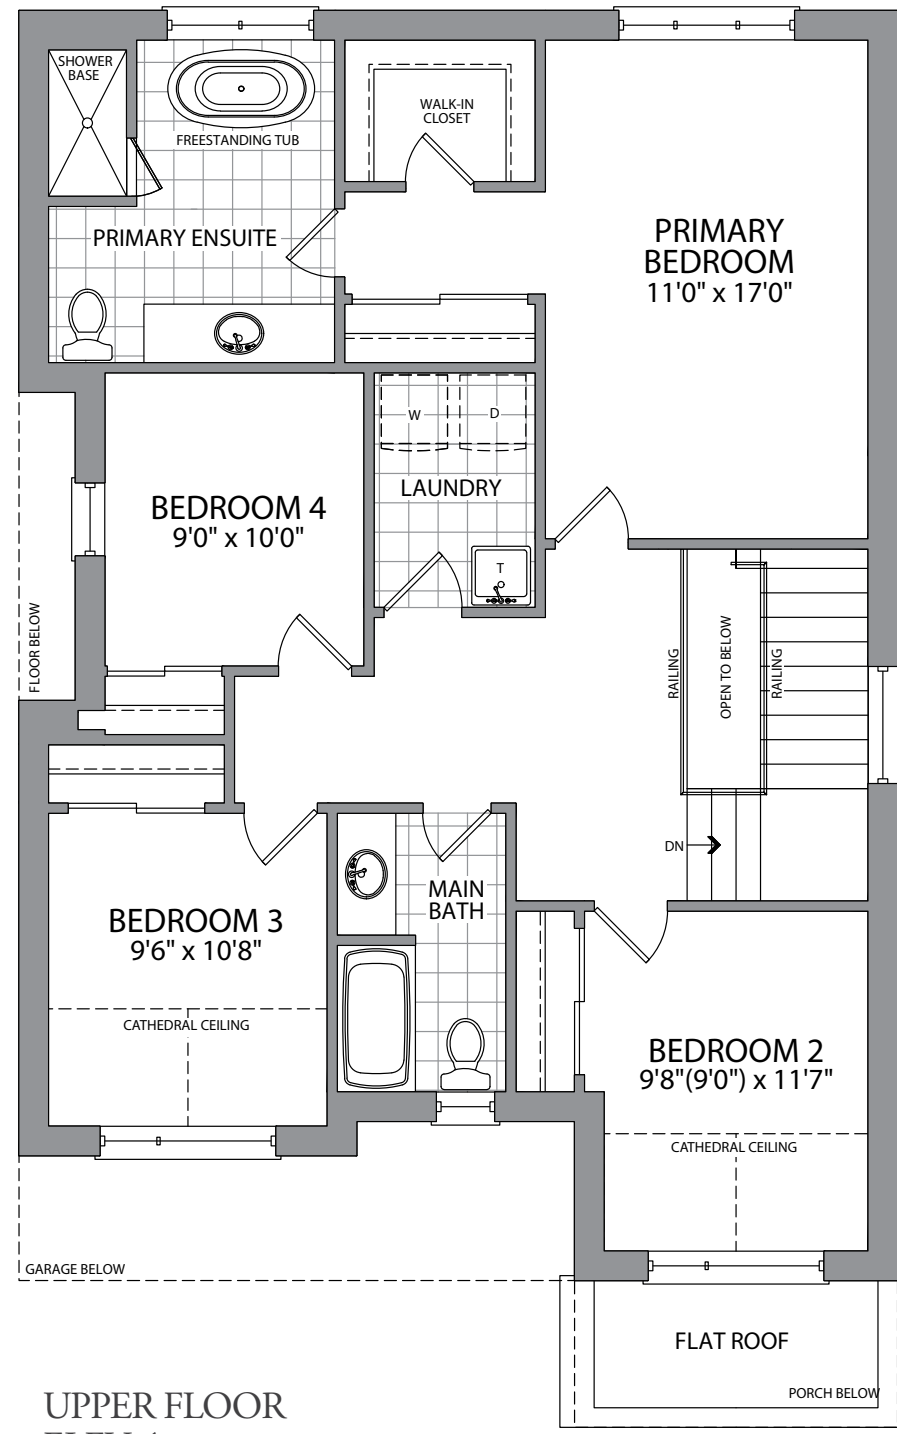 SHOWER
BASE
FREESTANDING TUB
WALK-IN
CLOSET
PRIMARY ENSUITE
PRIMARY
BEDROOM
11'0" x 17'0"
W
D
LAUNDRY
T
BEDROOM 4
9'0" x 10'0"
FLOOR BELOW
RAILING
OPEN TO BELOW
RAILING
DN
BEDROOM 3
9'6" x 10'8"
CATHEDRAL CEILING
MAIN
BATH
BEDROOM 2
9'8"(9'0") x 11'7"
CATHEDRAL CEILING
GARAGE BELOW
FLAT ROOF
PORCH BELOW
UPPER FLOOR